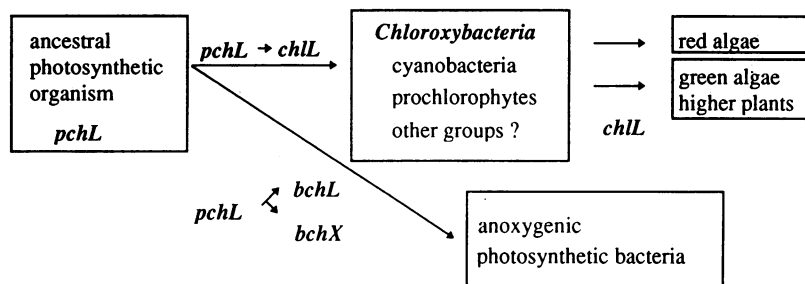 ancestral
photosynthetic
organism
pchL
pchL → chlL
Chloroxybacteria
cyanobacteria
prochlorophytes
other groups ?
red algae
green algae
higher plants
chlL
pchL
bchL
bchX
anoxygenic
photosynthetic bacteria